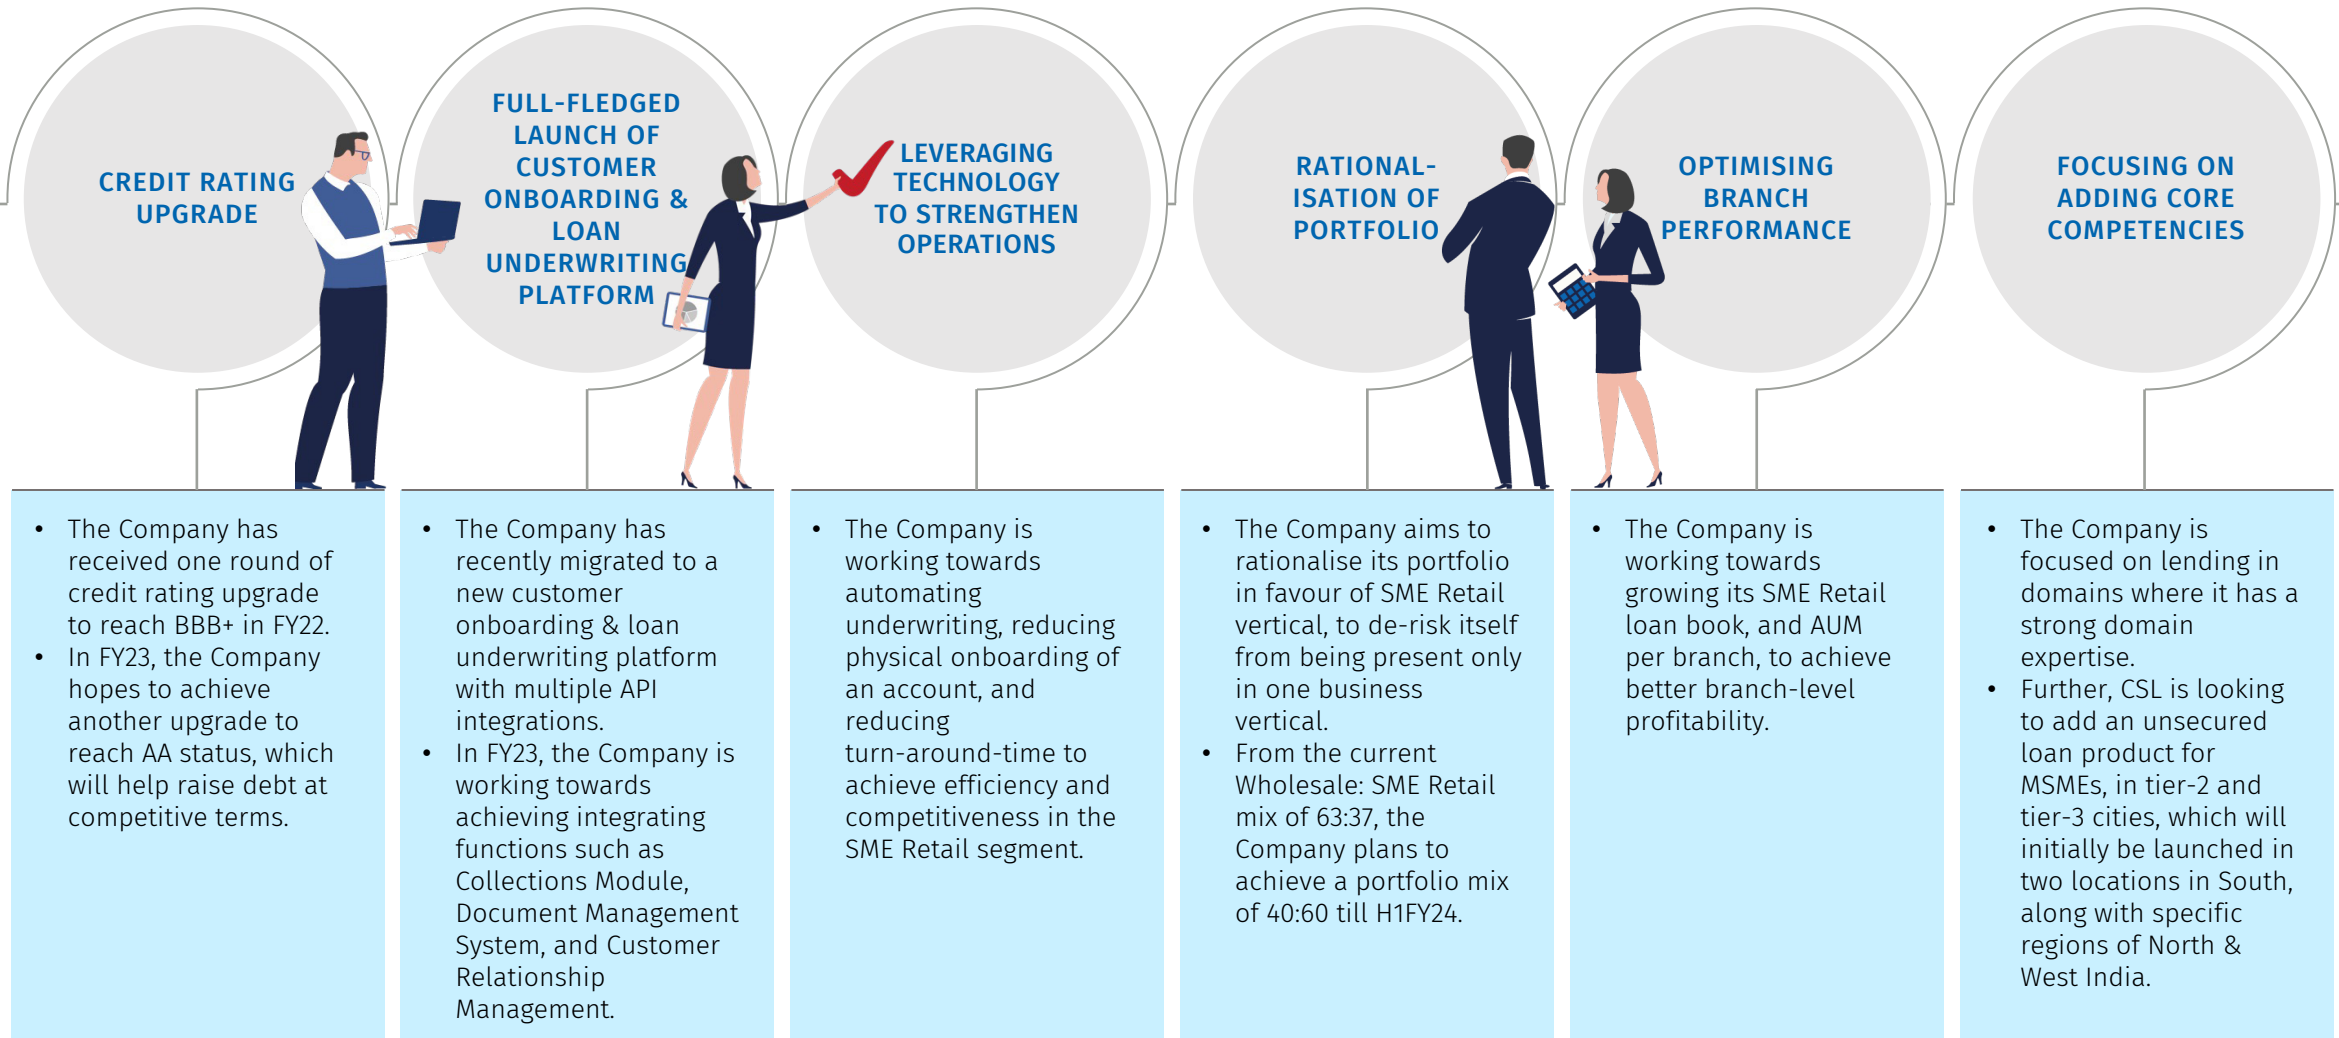 CREDIT RATING
UPGRADE
FULL-FLEDGED
LAUNCH OF
CUSTOMER
ONBOARDING &
LOAN
UNDERWRITING
PLATFORM
LEVERAGING
TECHNOLOGY
TO STRENGTHEN
OPERATIONS
RATIONAL-
ISATION OF
PORTFOLIO
OPTIMISING
BRANCH
PERFORMANCE
FOCUSING ON
ADDING CORE
COMPETENCIES
• The Company has
received one round of
credit rating upgrade
to reach BBB+ in FY22.
• In FY23, the Company
hopes to achieve
another upgrade to
reach AA status, which
will help raise debt at
competitive terms.
• The Company has
recently migrated to a
new customer
onboarding & loan
underwriting platform
with multiple API
integrations.
• In FY23, the Company is
working towards
achieving integrating
functions such as
Collections Module,
Document Management
System, and Customer
Relationship
Management.
• The Company is
working towards
automating
underwriting, reducing
physical onboarding of
an account, and
reducing
turn-around-time to
achieve efficiency and
competitiveness in the
SME Retail segment.
• The Company aims to
rationalise its portfolio
in favour of SME Retail
vertical, to de-risk itself
from being present only
in one business
vertical.
• From the current
Wholesale: SME Retail
mix of 63:37, the
Company plans to
achieve a portfolio mix
of 40:60 till H1FY24.
• The Company is
working towards
growing its SME Retail
loan book, and AUM
per branch, to achieve
better branch-level
profitability.
• The Company is
focused on lending in
domains where it has a
strong domain
expertise.
• Further, CSL is looking
to add an unsecured
loan product for
MSMEs, in tier-2 and
tier-3 cities, which will
initially be launched in
two locations in South,
along with specific
regions of North &
West India.